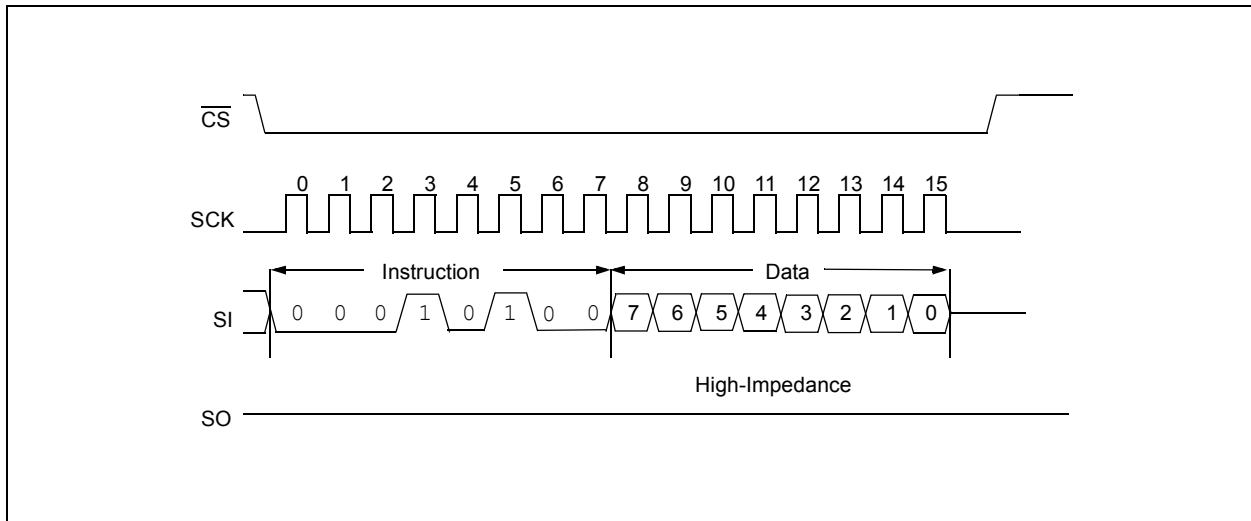 CS
0 1 2 3 4 5 6 7 8 9 10 11 12 13 14 15
SCK
Instruction Data
SI 0 0 0 1 0 1 0 0 7 6 5 4 3 2 1 0
High-Impedance
SO